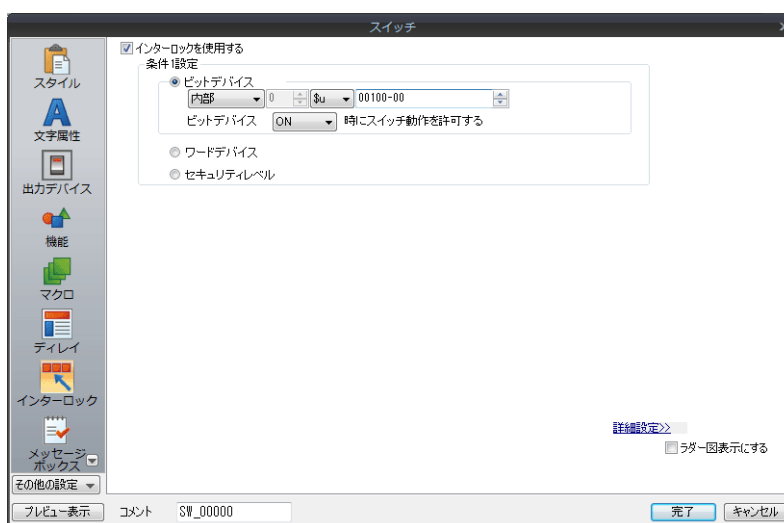 スイッチ
インターロックを使用する
条件1設定
ビットデバイス
内部 0 $u 00100-00
ビットデバイス ON 時にスイッチ動作を許可する
ワードデバイス
セキュリティレベル
スタイル
文字属性
出力デバイス
機能
マクロ
ディレイ
インターロック
メッセージ
ボックス
その他の設定
詳細設定>>
ラダー図表示にする
プレビュー表示 コメント SW_00000 完了 キャンセル